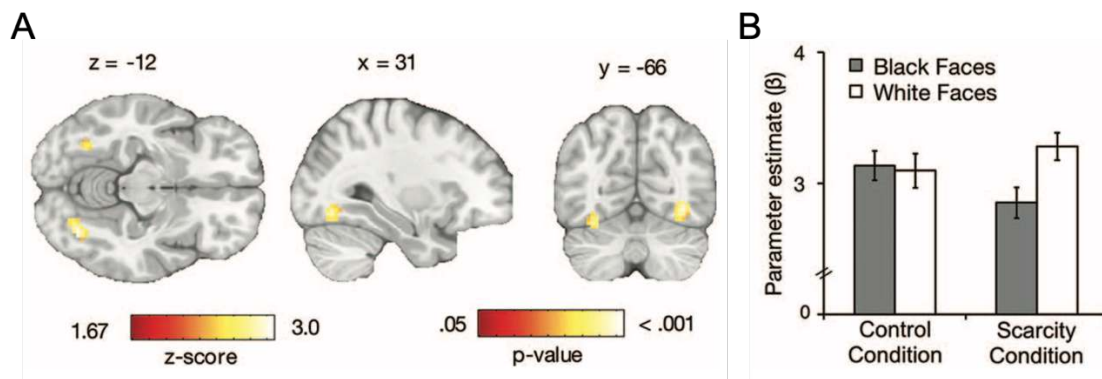 A
z = -12
x = 31
y = -66
1.67
3.0
z-score
.05
< .001
p-value
B
4
3
0
Parameter estimate (β)
Black Faces
White Faces
Control
Condition
Scarcity
Condition